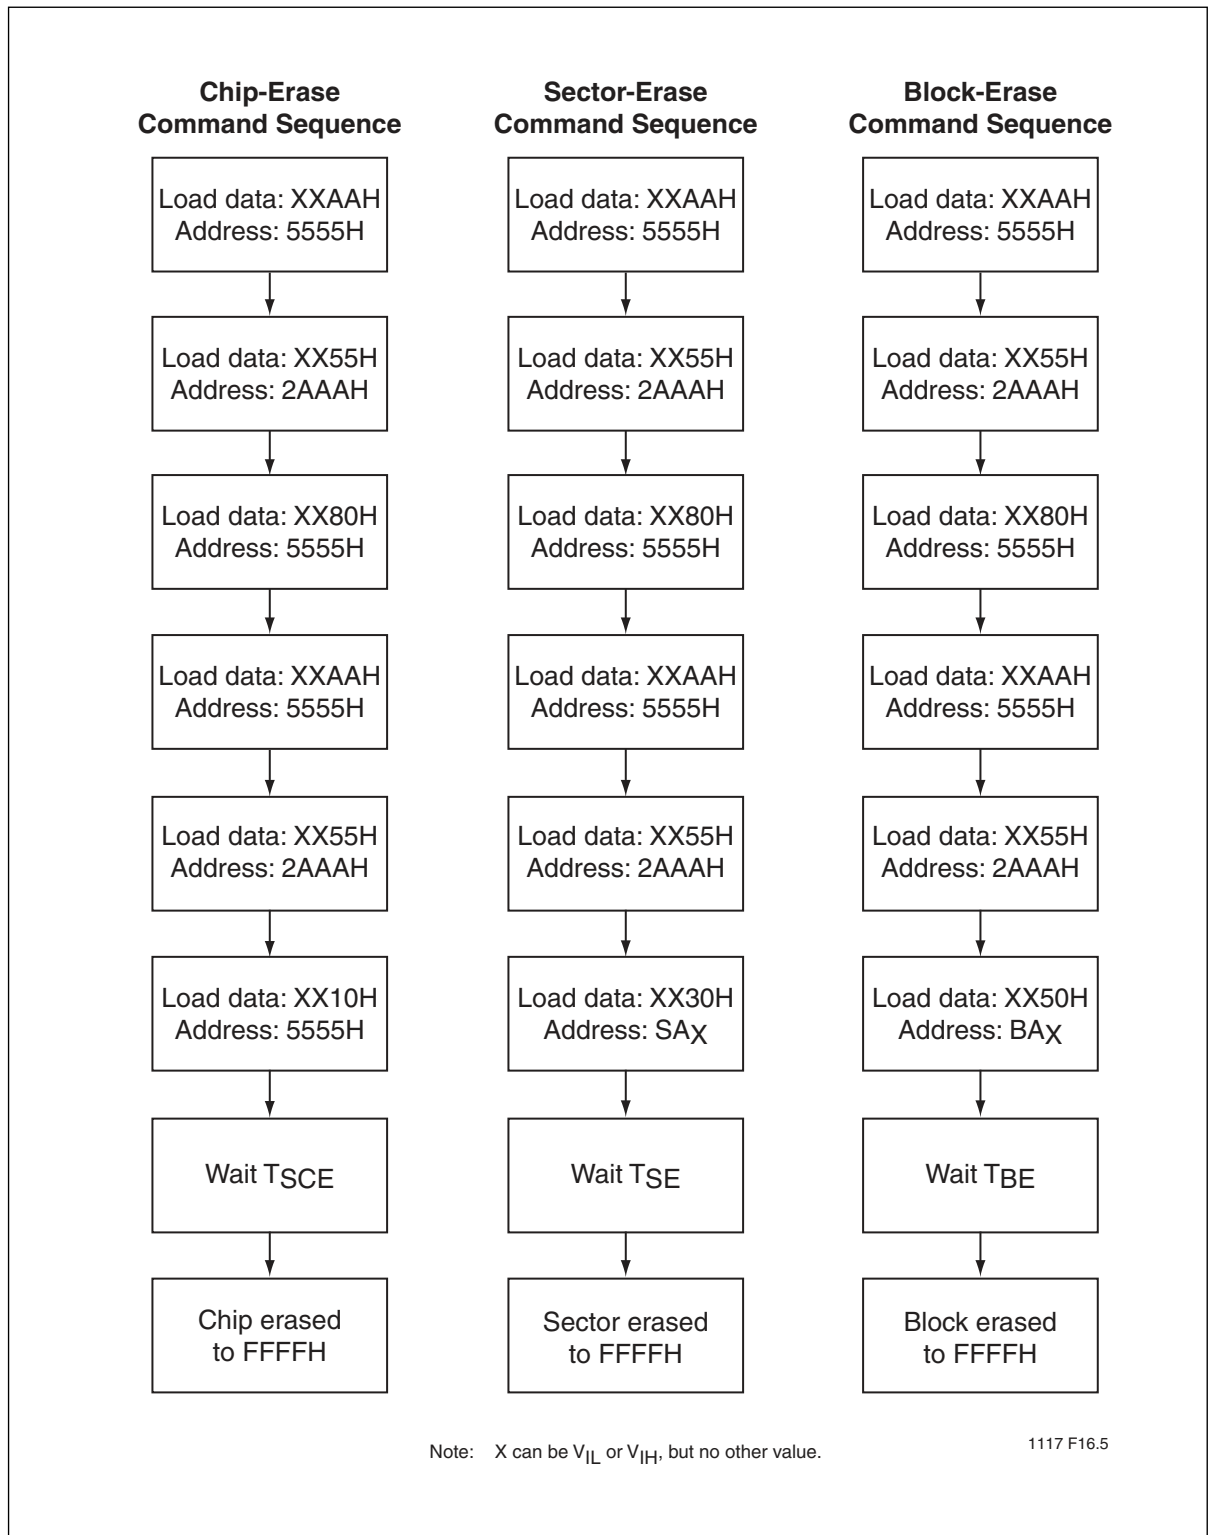 Chip-Erase
Command Sequence
Load data: XXAAH
Address: 5555H
Load data: XX55H
Address: 2AAAH
Load data: XX80H
Address: 5555H
Load data: XXAAH
Address: 5555H
Load data: XX55H
Address: 2AAAH
Load data: XX10H
Address: 5555H
Wait TSCE
Chip erased
to FFFFH
Sector-Erase
Command Sequence
Load data: XXAAH
Address: 5555H
Load data: XX55H
Address: 2AAAH
Load data: XX80H
Address: 5555H
Load data: XXAAH
Address: 5555H
Load data: XX55H
Address: 2AAAH
Load data: XX30H
Address: SAX
Wait TSE
Sector erased
to FFFFH
Block-Erase
Command Sequence
Load data: XXAAH
Address: 5555H
Load data: XX55H
Address: 2AAAH
Load data: XX80H
Address: 5555H
Load data: XXAAH
Address: 5555H
Load data: XX55H
Address: 2AAAH
Load data: XX50H
Address: BAX
Wait TBE
Block erased
to FFFFH
Note: X can be VIL or VIH, but no other value.
1117 F16.5